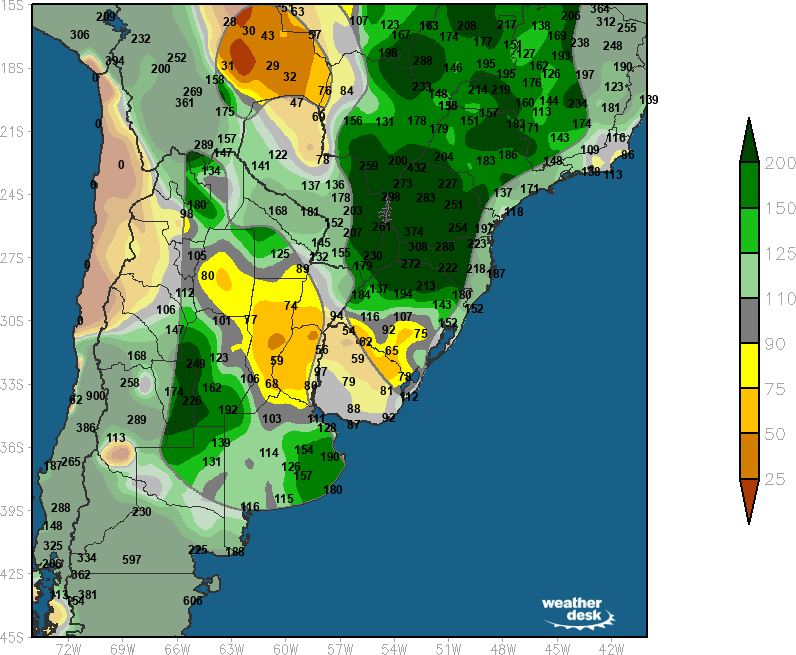 15S 209 28 53 63 107 123 163 208 217 138 206 364 312 255
306 232 30 43 57 167 174 177 151 169 238 248
394 252 198 288 127 193
18S 0 200 158 31 29 32 146 195 195 162 126 197
269 361 175 47 76 84 233 148 214 219 176 123 200
158 160 144 234 181 139
21S 0 157 60 156 131 178 179 151 157 113 183 171 174 150
289 147 122 78 143 116
0 134 141 259 200 432 204 183 186 148 109 86
24S 0 137 136 273 227 137 171 138 113 125
180 98 168 181 178 203 298 283 251 118
152 207 261 374 254 197
27S 105 125 145 132 155 230 308 288 223 110
0 80 89 179 272 222 218 187
112 74 184 137 194 213 180 90
30S 0 106 101 77 94 116 107 143 152 152
147 54 92 75 75
168 123 59 56 62 59 65
249
33S 258 174 162 106 68 97 80 79 78 50
62 900 226 192 81 112
289 103 111 88 92
386 128 87 25
36S 113 139 114 154 190
187 265 131 126 157
288 115 180
39S 230 116
148
325 225 188
206 334 597
42S 362
113 154 381 606
weather
desk
45S
72W 69W 66W 63W 60W 57W 54W 51W 48W 45W 42W